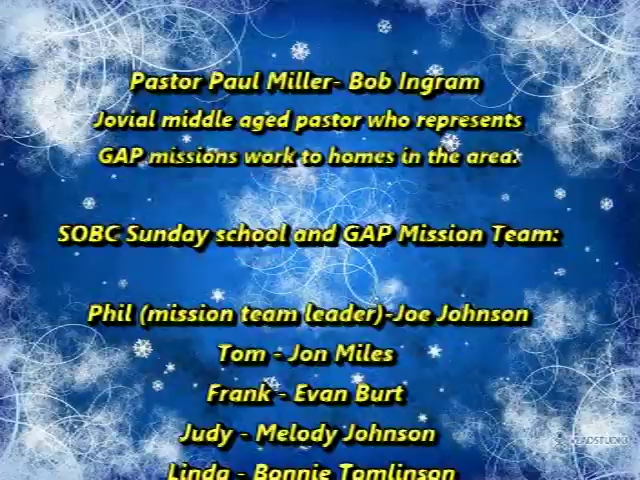 Pastor Paul Miller- Bob Ingram
Jovial middle aged pastor who represents
GAP missions work to homes in the area.
SOBC Sunday school and GAP Mission Team:
Phil (mission team leader)-Joe Johnson
Tom - Jon Miles
Frank - Evan Burt
Judy - Melody Johnson
Linda - Bonnie Tomlinson